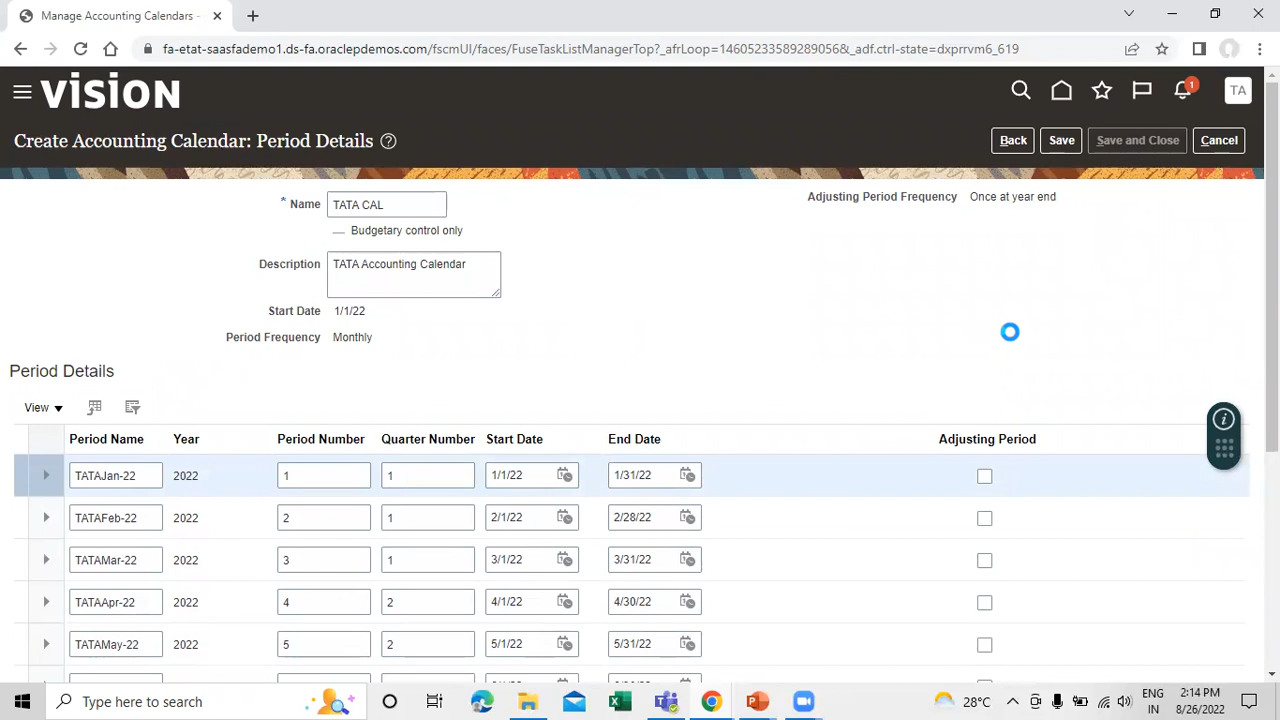 Manage Accounting Calendars -
fa-etat-saasfademo1.ds-fa.oraclepdemos.com/fscmUI/faces/FuseTaskListManagerTop?_afrLoop=14605233589289056&_adf.ctrl-state=dxprrvm6_619
VISION
1
TA
Create Accounting Calendar: Period Details ?
Back Save Save and Close Cancel
* Name TATA CAL
Adjusting Period Frequency Once at year end
Budgetary control only
Description TATA Accounting Calendar
Start Date 1/1/22
Period Frequency Monthly
Period Details
View
Period Name Year Period Number Quarter Number Start Date End Date Adjusting Period
TATAJan-22 2022 1 1 1/1/22 1/31/22
TATAFeb-22 2022 2 1 2/1/22 2/28/22
TATAMar-22 2022 3 1 3/1/22 3/31/22
TATAApr-22 2022 4 2 4/1/22 4/30/22
TATAMay-22 2022 5 2 5/1/22 5/31/22
Type here to search
28°C
ENG
IN
2:14 PM
8/26/2022